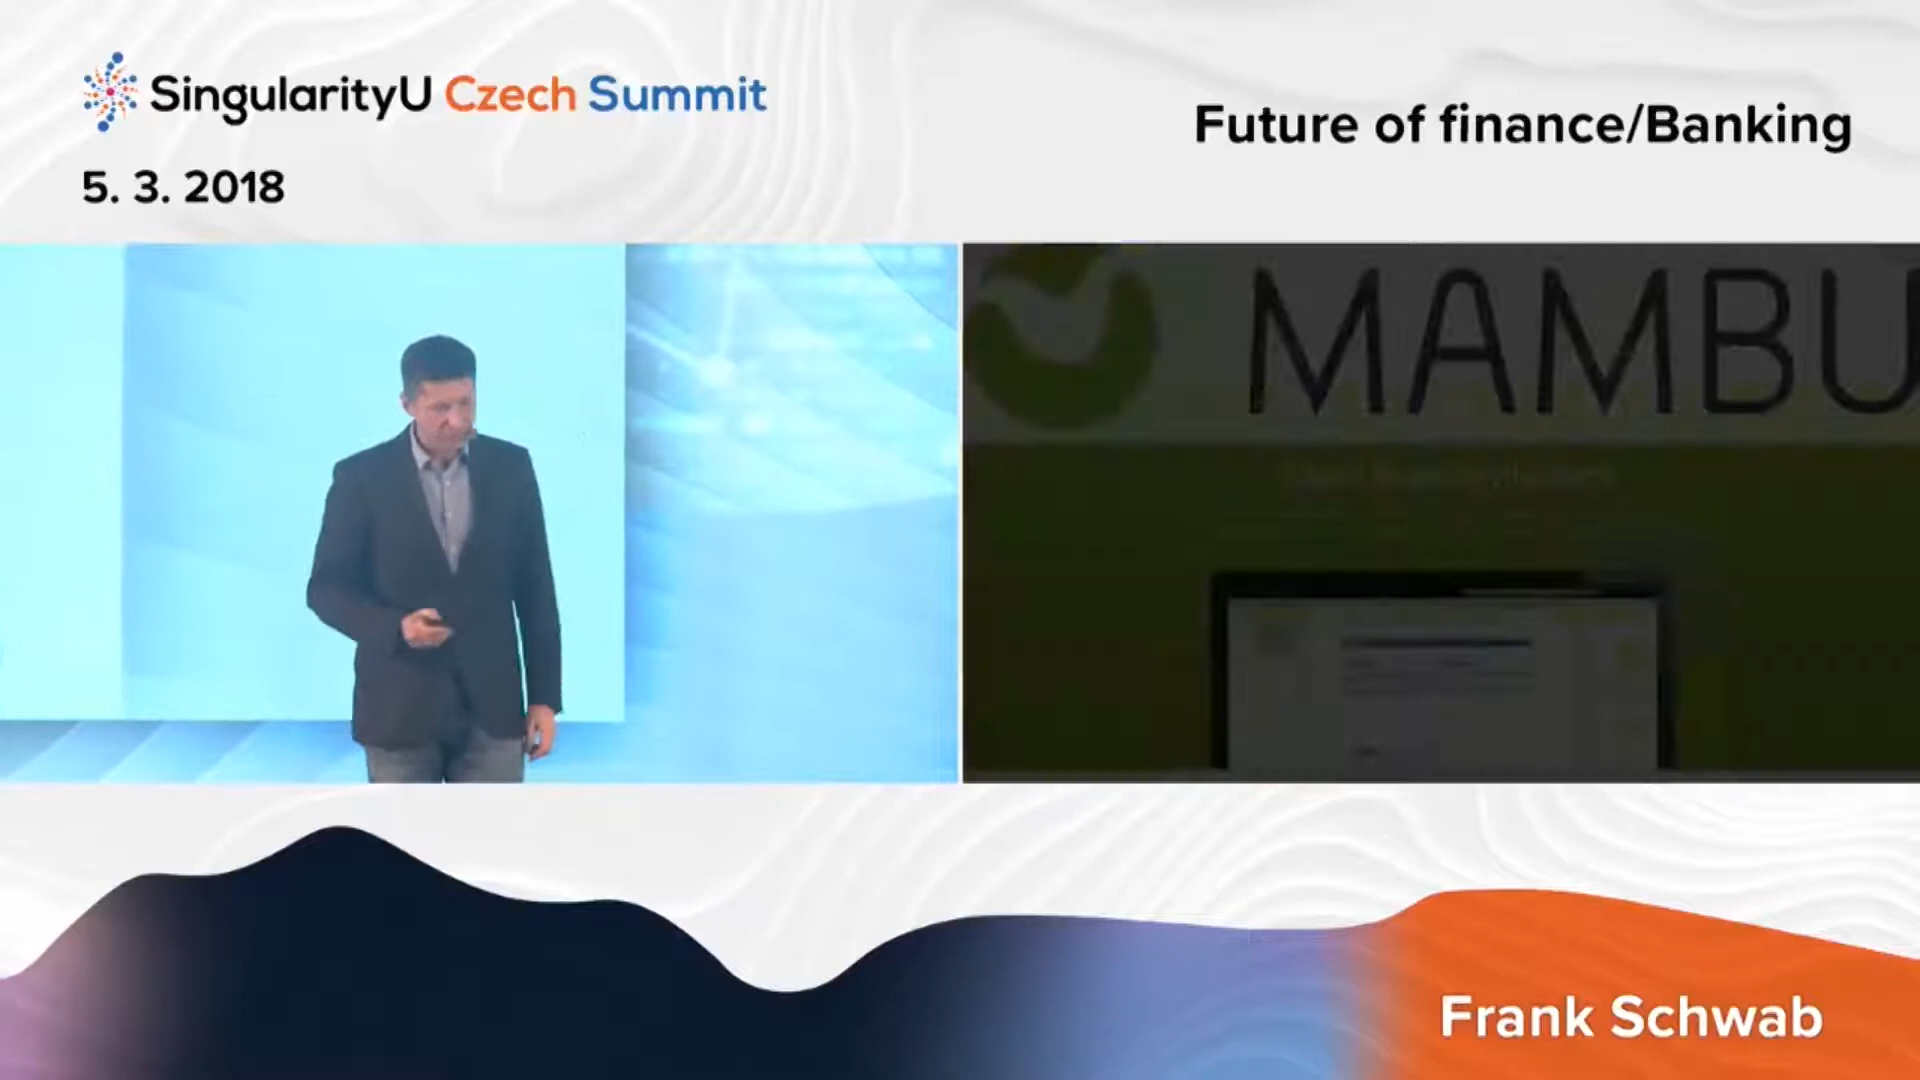 SingularityU Czech Summit
Future of finance/Banking
5. 3. 2018
MAMBU
Frank Schwab